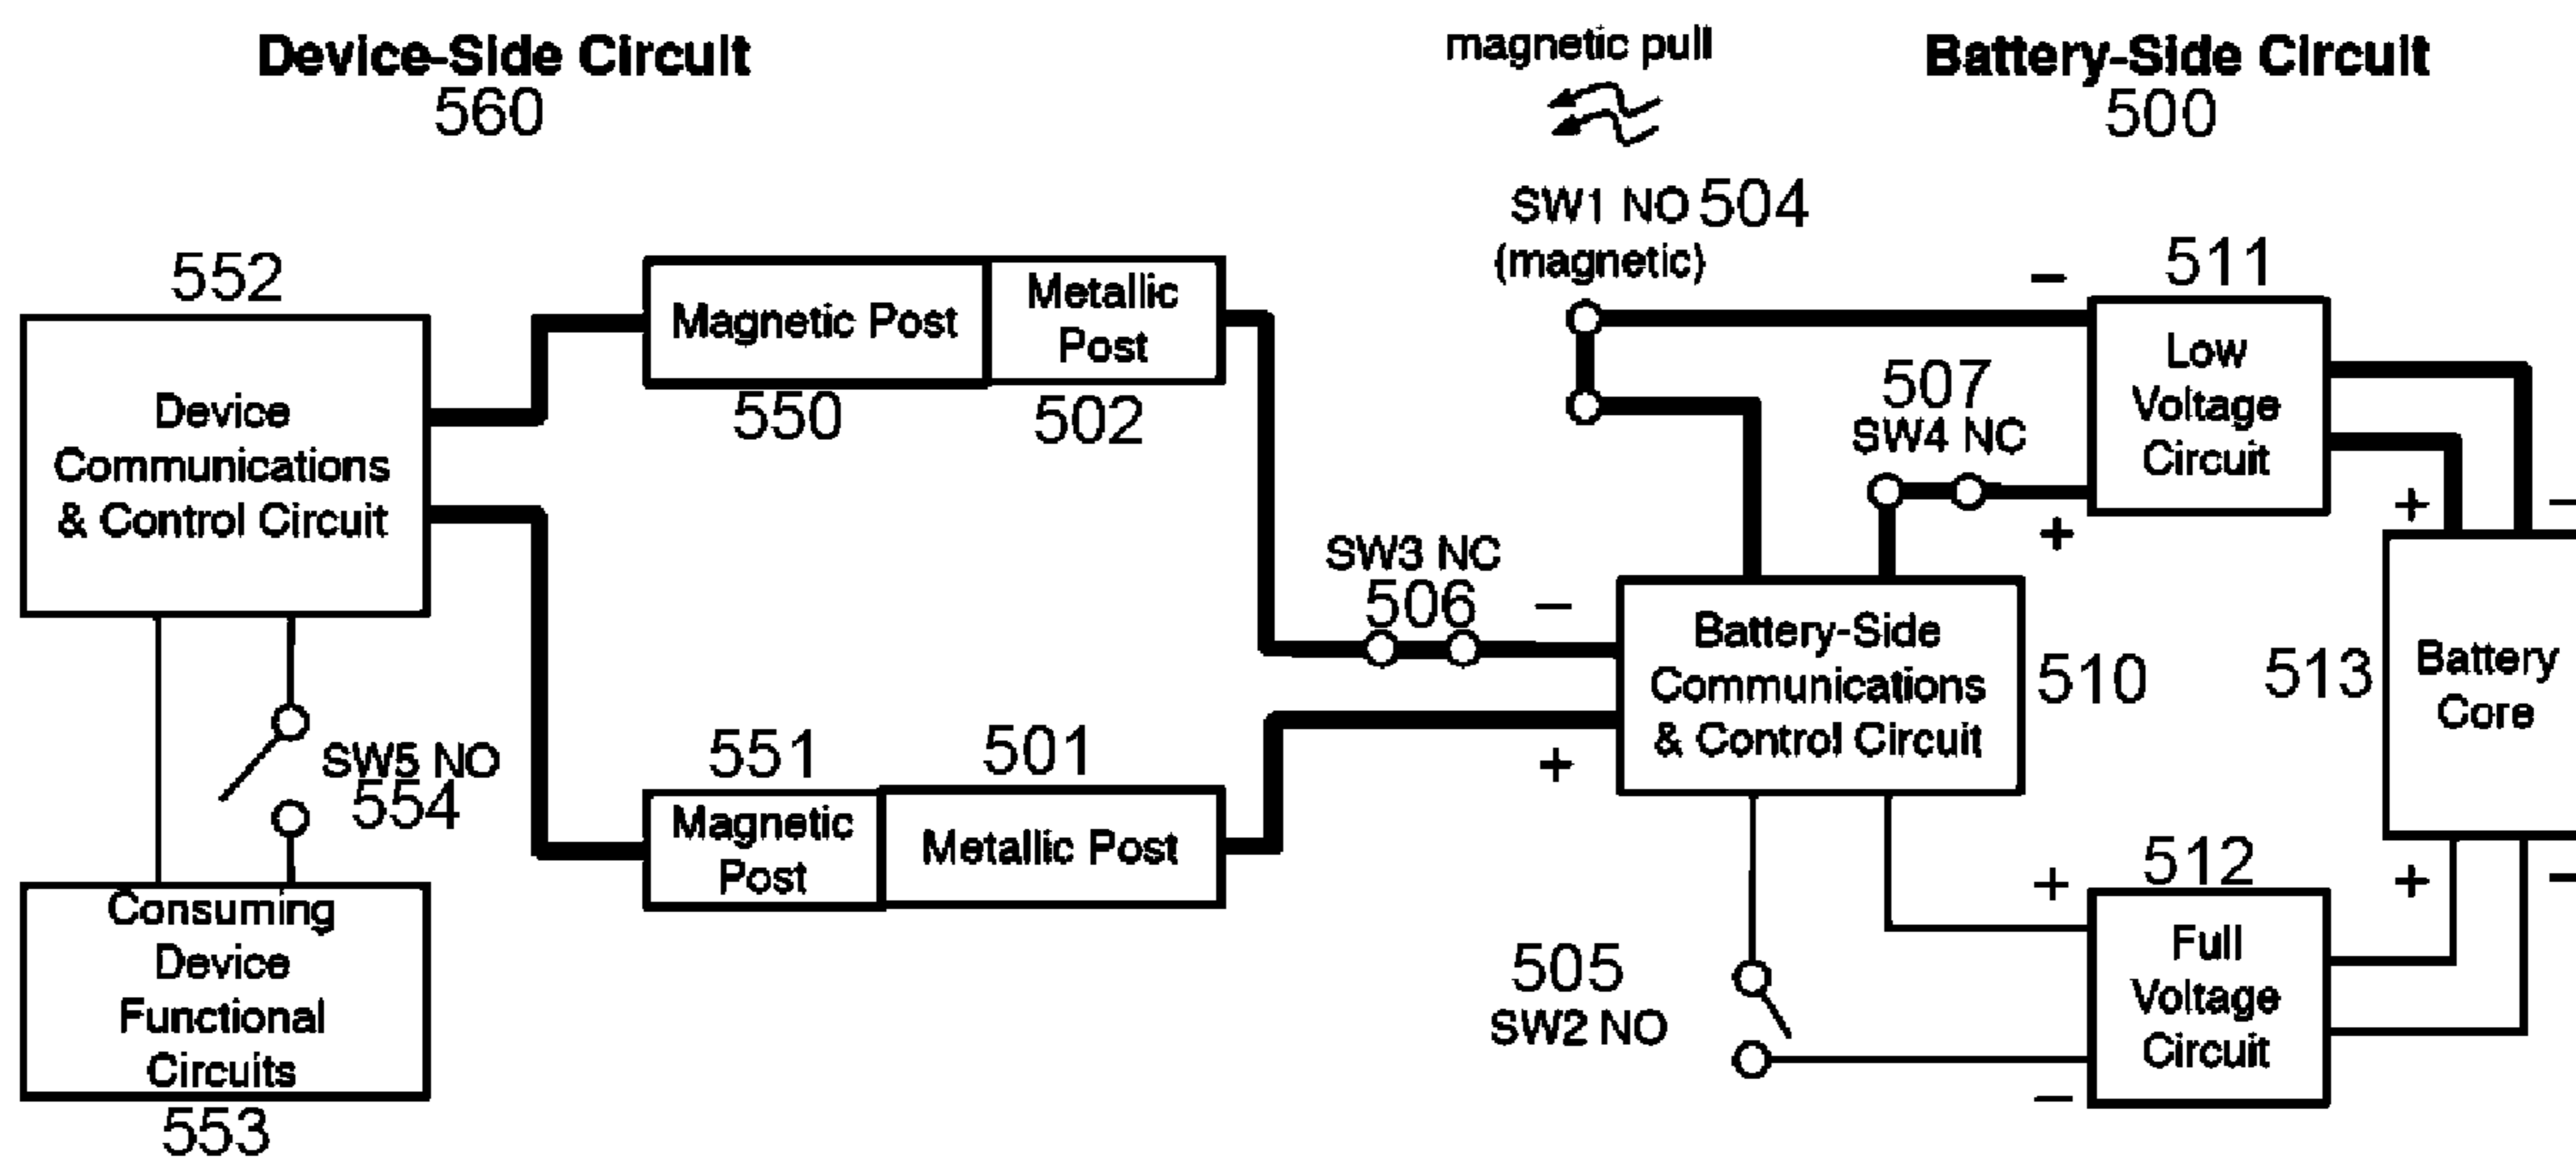 Device-Side Circuit
560
magnetic pull
Battery-Side Circuit
500
SW1 NO 504
(magnetic)
552
Device
Communications
& Control Circuit
Magnetic Post
550
Metallic
Post
502
–
511
Low
Voltage
Circuit
507
SW4 NC
+
+
–
SW3 NC
506
–
Battery-Side
Communications
& Control Circuit
510
513
Battery
Core
SW5 NO
554
551
501
Magnetic
Post
Metallic Post
+
Consuming
Device
Functional
Circuits
553
505
SW2 NO
+
512
Full
Voltage
Circuit
–
+
–